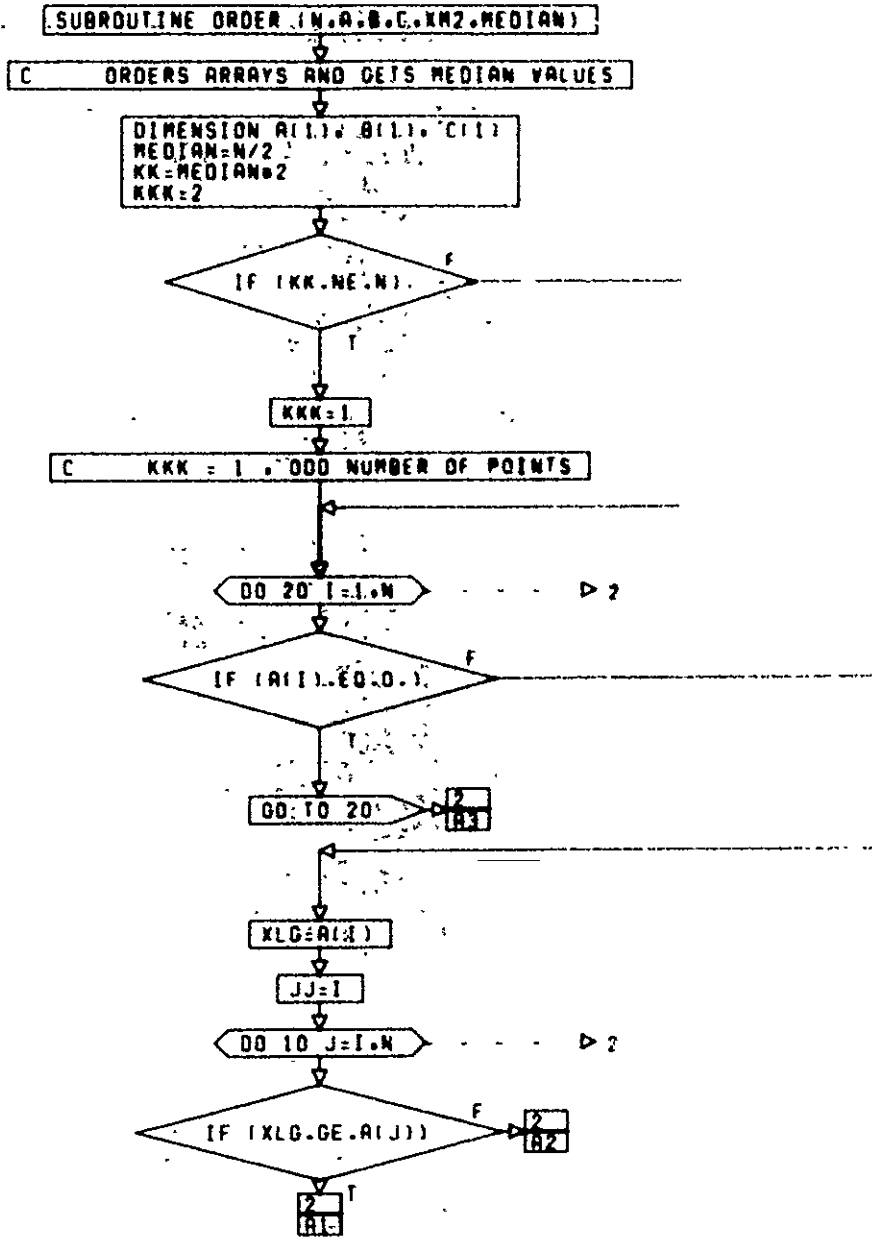 SUBROUTINE ORDER (N.A.B.C.XM2.MEDIAN)
C ORDERS ARRAYS AND GETS MEDIAN VALUES
DIMENSION A(1). B(1). C(1)
MEDIAN=N/2
KK=MEDIAN*2
KKK=2
F
IF (KK.NE.N)
T
KKK=1
C KKK = 1 . ODD NUMBER OF POINTS
DO 20 I=1.N
2
F
IF (A(I).EQ.0.)
T
GO TO 20
2
A3
XLG=A(I)
JJ=I
DO 10 J=I.N
2
F
IF (XLG.GE.A(J))
2
A2
T
2
A1